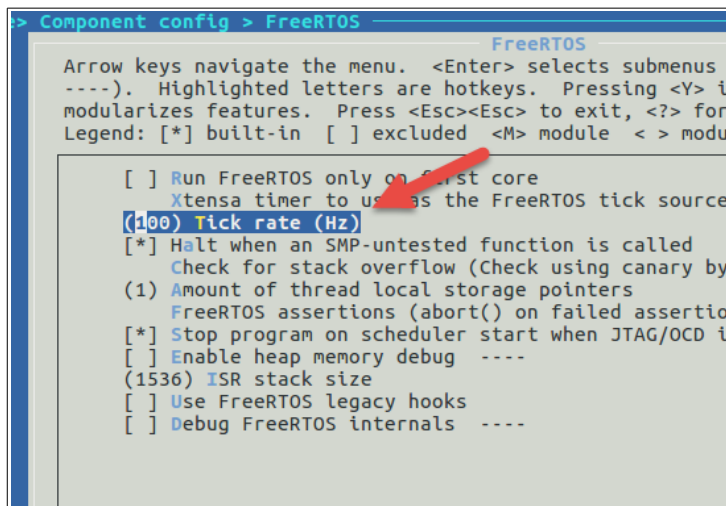 > Component config > FreeRTOS
FreeRTOS
Arrow keys navigate the menu. <Enter> selects submenus
----). Highlighted letters are hotkeys. Pressing <Y> i
modularizes features. Press <Esc><Esc> to exit, <?> for
Legend: [*] built-in [ ] excluded <M> module < > modu
[ ] Run FreeRTOS only on first core
Xtensa timer to use as the FreeRTOS tick source
(100) Tick rate (Hz)
[*] Halt when an SMP-untested function is called
Check for stack overflow (Check using canary by
(1) Amount of thread local storage pointers
FreeRTOS assertions (abort() on failed assertio
[*] Stop program on scheduler start when JTAG/OCD i
[ ] Enable heap memory debug ----
(1536) ISR stack size
[ ] Use FreeRTOS legacy hooks
[ ] Debug FreeRTOS internals ----